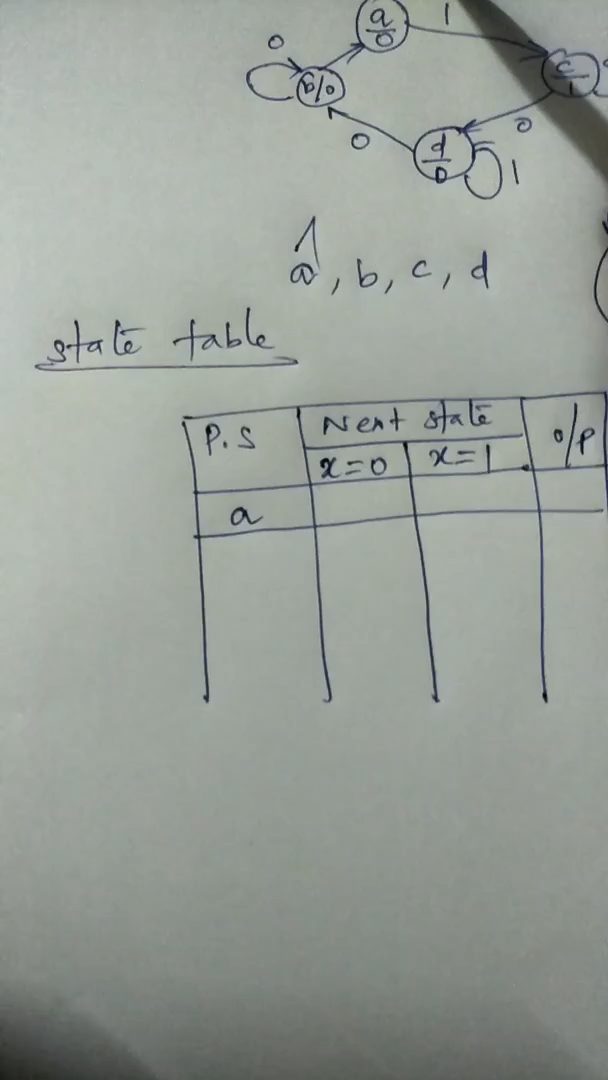 a/0 1
0 b/0 c/1
0 d/0 0 1
a, b, c, d
state table
P.S Next state o/p
x=0 x=1
a